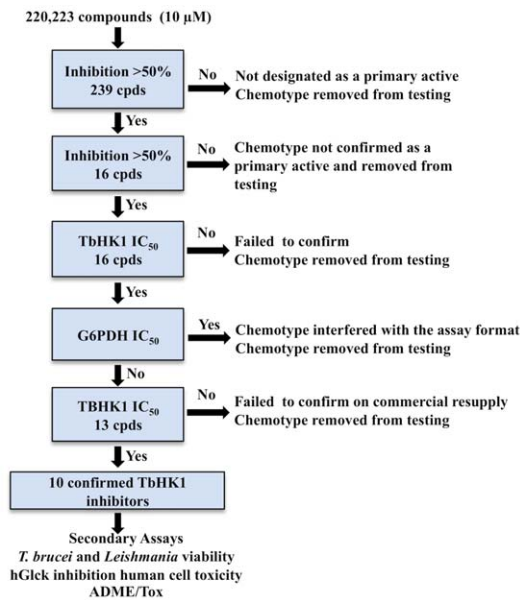 220,223 compounds (10 µM)
Inhibition >50%
239 cpds
No
Not designated as a primary active
Chemotype removed from testing
Yes
Inhibition >50%
16 cpds
No
Chemotype not confirmed as a
primary active and removed from
testing
Yes
TbHK1 IC50
16 cpds
No
Failed to confirm
Chemotype removed from testing
Yes
G6PDH IC50
Yes
Chemotype interfered with the assay format
Chemotype removed from testing
No
TBHK1 IC50
13 cpds
No
Failed to confirm on commercial resupply
Chemotype removed from testing
Yes
10 confirmed TbHK1
inhibitors
Secondary Assays
T. brucei and Leishmania viability
hGlck inhibition human cell toxicity
ADME/Tox